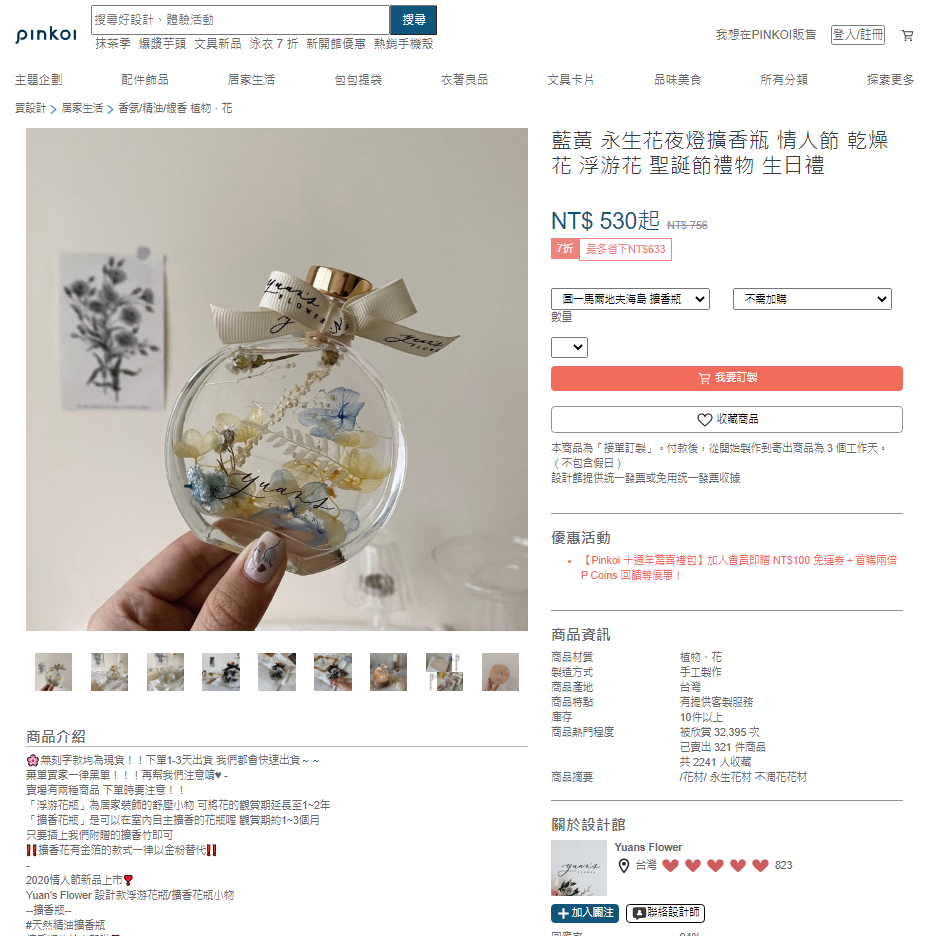 pinkoi
搜尋好設計、體驗活動
搜尋
抹茶季 爆漿芋頭 文具新品 泳衣 7 折 新開館優惠 熱銷手機殼
我想在PINKOI販售
登入/註冊
主題企劃 配件飾品 居家生活 包包提袋 衣著良品 文具卡片 品味美食 所有分類 探索更多
買設計 > 居家生活 > 香氛/精油/線香 植物．花
藍黃 永生花夜燈擴香瓶 情人節 乾燥
花 浮游花 聖誕節禮物 生日禮
NT$ 530起 NT$ 756
7折 最多省下NT$633
圖一馬爾地夫海島 擴香瓶
不需加購
數量
我要訂製
收藏商品
本商品為「接單訂製」。付款後，從開始製作到寄出商品為 3 個工作天。
（不包含假日）
設計館提供統一發票或免用統一發票收據
優惠活動
【Pinkoi 十週年驚喜禮包】加入會員即贈 NT$100 免運券＋首購兩倍
P Coins 回饋等優惠！
商品資訊
商品材質 植物、花
製造方式 手工製作
商品產地 台灣
商品特點 有提供客製服務
庫存 10件以上
商品熱門程度 被欣賞 32,395 次
已賣出 321 件商品
共 2241 人收藏
商品摘要 /花材/ 永生花材 不凋花花材
關於設計館
Yuans Flower
台灣 823
加入關注
聯絡設計師
yuan's
FLOWER
yuan's
FLOWER
yuan's
商品介紹
🌸無刻字款均為現貨！！下單1-3天出貨 我們都會快速出貨～～
棄單買家一律黑單！！！再幫我們注意唷♥ -
賣場有兩種商品 下單時要注意！！
「浮游花瓶」為居家裝飾的舒壓小物 可將花的觀賞期延長至1~2年
「擴香花瓶」是可以在室內自主擴香的花瓶喔 觀賞期約1~3個月
只要插上我們附贈的擴香竹即可
‼️擴香花有金箔的款式一律以金粉替代‼️
-
2020情人節新品上市🌹
Yuan's Flower 設計款浮游花瓶/擴香花瓶小物
--擴香瓶--
#天然精油擴香瓶